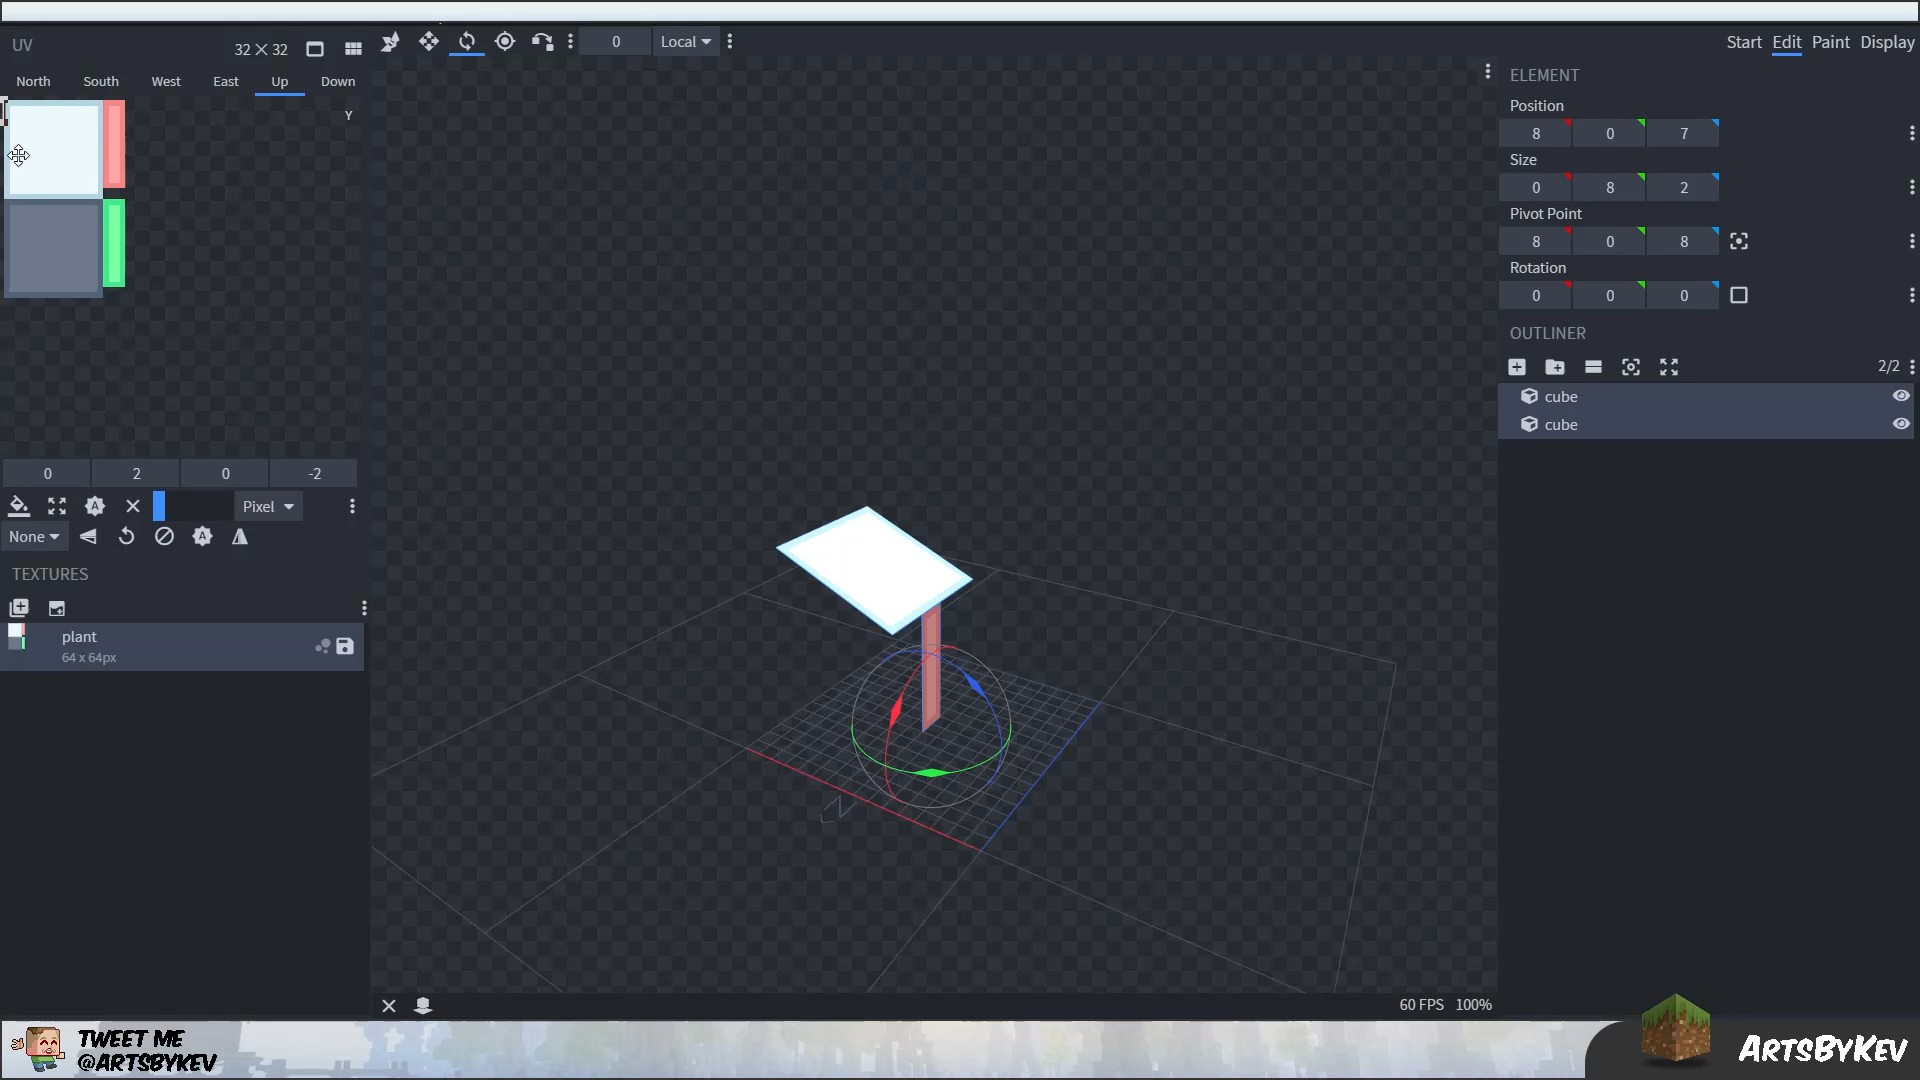 UV
32 × 32
0
Local
Start
Edit
Paint
Display
North
South
West
East
Up
Down
Y
ELEMENT
Position
8
0
7
Size
0
8
2
Pivot Point
8
0
8
Rotation
0
0
0
OUTLINER
2/2
cube
cube
0
2
0
-2
A
Pixel
None
A
TEXTURES
plant
64 x 64px
N
60 FPS
100%
TWEET ME
@ARTSBYKEV
ARTSBYKEV